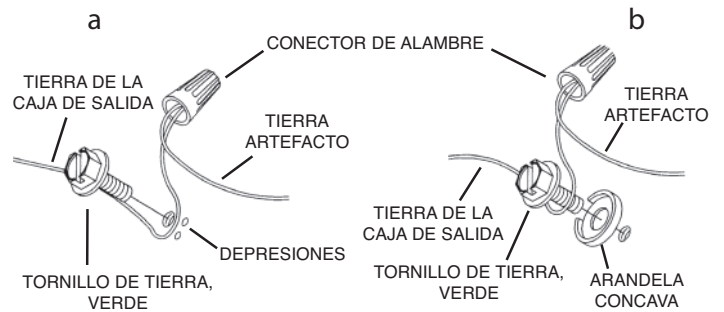 a
b
CONECTOR DE ALAMBRE
TIERRA DE LA
CAJA DE SALIDA
TIERRA
ARTEFACTO
DEPRESIONES
TORNILLO DE TIERRA,
VERDE
TIERRA
ARTEFACTO
TIERRA DE LA
CAJA DE SALIDA
TORNILLO DE TIERRA,
VERDE
ARANDELA
CONCAVA